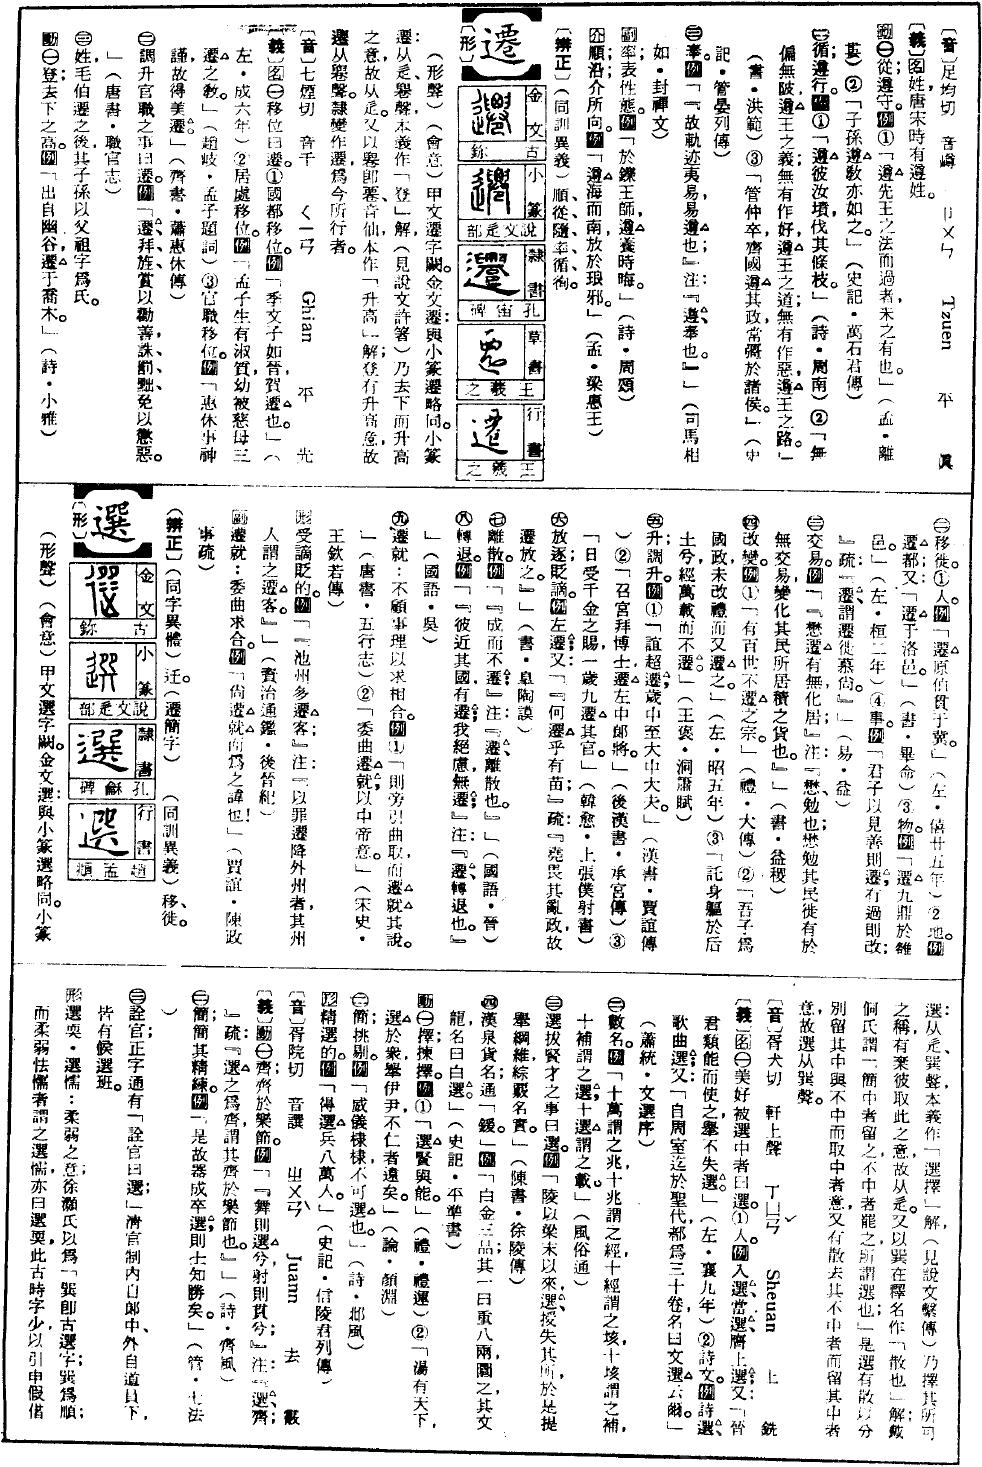 〔音〕足均切　音嶟　ㄗㄨㄣ　Tzuen　平　眞
〔義〕名姓唐宋時有遵姓。
動㊀從遵守。例①「遵先王之法而過者未之有也」（孟・離
婁）②「子孫遵敎亦如之」（史記・萬石君傳）
㊁循；遵行。例①「遵彼汝墳伐其條枚」（詩・周南）②「無
偏無陂遵王之義；無有作好遵王之道；無有作惡遵王之路。」
（書・洪範）③「管仲卒齊國遵其政常彊於諸侯。」（史
記・管晏列傳）
㊂奉。例「『故軌迹夷易易遵也；』注：『遵奉也。』」（司馬相
如・封禪文）
副率；表性態。例「於鑠王師遵養時晦。」（詩・周頌）
介順；沿；介所向。例「遵海而南放於琅邪。」（孟・梁惠王）
〔辨正〕（同訓異義）順、從、隨、率、循、徇。
遷
〔形〕
金文　古鉨
小篆　說文辵部
隸書　孔宙碑
草書　王羲之
行書　王羲之
（形聲）（會意）甲文遷字闕。金文遷：與小篆遷略同。小篆
遷：从辵䙴聲本義作「登」解（見說文許箸）乃去下而升高
之意故从辵。又以䙴卽䙴音仙本作「升高」解登有升高意故
遷从䙴聲。隸變作遷爲今所行者。
〔音〕七煙切　音千　ㄑㄧㄢ　Chian　平　先
〔義〕名㊀移位曰遷：①國都移位。例「季文子如晉賀遷也。」（
左・成六年）②居處移位。例「孟子生有淑質幼被慈母三
遷之敎」（趙岐・孟子題詞）③官職移位。例「惠休事神
謹故得美遷。」（齊書・蕭惠休傳）
㊁調升官職之事曰遷。例「遷拜旌賞以勸善誅罰黜免以懲惡。
」（唐書・職官志）
㊂姓毛伯遷之後其子孫以父祖字爲氏。
動㊀登；去下之高。例「出自幽谷遷于喬木。」（詩・小雅）
㊁移徙：①人。例「遷原伯貫于冀」（左・僖廿五年）②地。例
遷都；又：「遷于洛邑。」（書・畢命）③物。例「遷九鼎於雒
邑。」（左・桓二年）④事。例「『君子以見善則遷有過則改；
』疏：『遷謂遷徙慕尙。』」（易・益）
㊂交易。例「『懋遷有無化居；』注：『懋勉也；懋勉其民徙有於
無交易變化其民所居積之貨也。』」（書・益稷）
㊃改變。例①「有百世不遷之宗」（禮・大傳）②「吾子爲
國政未改禮而又遷之」（左・昭五年）③「託身軀於后
土兮經萬載而不遷」（王褒・洞簫賦）
㊄升調升。例①「誼超遷歲中至大中大夫。」（漢書・賈誼傳
）②「召宮拜博士遷左中郎將。」（後漢書・承宮傳）③
「日受千金之賜一歲九遷其官。」（韓愈・上張僕射書）
㊅放逐貶謫。例左遷；又：「『何遷乎有苗；』疏：『堯畏其亂政故
遷放之。』」（書・皐陶謨）
㊆離散。例「『成而不遷；』注：『遷離散也。』」（國語・晉）
㊇轉退。例「『彼近其國有遷；我絕慮無遷；』注：『遷轉退也。』
」（國語・吳）
㊈遷就：不顧事理以求相合。例①「則旁引曲取而遷就其說。
」（唐書・五行志）②「委曲遷就以中帝意。」（宋史・
王欽若傳）
形受謫貶的。例「『池州多遷客；』注：『以罪遷降外州者其州
人謂之遷客。』」（資治通鑑・後晉紀）
副遷就：委曲求合。例「尙遷就而爲之諱也！」（賈誼・陳政
事疏）
〔辨正〕（同字異體）迁。（遷簡字）（同訓異義）移、徙。
選
〔形〕
金文　古鉨
小篆　說文辵部
隸書　孔龢碑
行書　趙孟頫
（形聲）（會意）甲文選字闕。金文選：與小篆選略同。小篆
選：从辵巽聲，本義作「選擇」解，（見說文繫傳）乃擇其所可
之稱，有棄彼取此之意，故从辵。又以巽在釋名作「散也」解戴
侗氏謂「簡中者留之，不中者罷之，所謂選也」是選有散以分
別留其中與不中而取中者意，又有散去其不中者而留其中者
意故選从巽聲。
〔音〕胥犬切　軒上聲　ㄒㄩㄢˇ　Sheuan　上　銑
〔義〕名㊀美好被選中者曰選：①人。例入選；當選；膺上選；又「晉
君類能而使之舉不失選。」（左・襄九年）②詩文。例詩選、
歌曲選；又「自周室迄於聖代都爲三十卷名曰文選云爾。」
（蕭統・文選序）
㊁數名。例「十萬謂之兆，十兆謂之經，十經謂之垓，十垓謂之補，
十補謂之選，十選謂之載。」（風俗通）
㊂選拔賢才之事曰選。例「陵以梁末以來選授失其所於是提
舉綱維綜覈名實。」（陳書・徐陵傳）
㊃漢泉貨名，通「鍰」。例「白金三品其一曰重八兩圜之其文
龍名曰白選。」（史記・平準書）
動㊀擇；揀擇。例①「選賢與能。」（禮・禮運）②「湯有天下，
選於衆舉伊尹不仁者遠矣。」（論・顏淵）
㊁簡；挑剔。例「威儀棣棣不可選也。」（詩・邶風）
形精選的。例「得選兵八萬人。」（史記・信陵君列傳）
〔音〕胥院切　音譔　ㄓㄨㄢˋ　Juann　去　霰
〔義〕動㊀齊；齊於樂節。例「『舞則選兮射則貫兮；』注：『選、齊；
』疏：『選之爲齊謂其齊於樂節也。』」（詩・齊風）
㊁簡；簡其精練。例「是故器成卒選則士知勝矣。」（管・七法
）
㊂詮官；正字通有「詮官曰選」；淸官制內自郎中、外自道員下，
皆有候選班。
形選耎・選懦：柔弱之意；徐灝氏以爲「巽卽古選字；巽爲順；
而柔弱怯懦者謂之選懦，亦曰選耎；此古時字少以引申假借